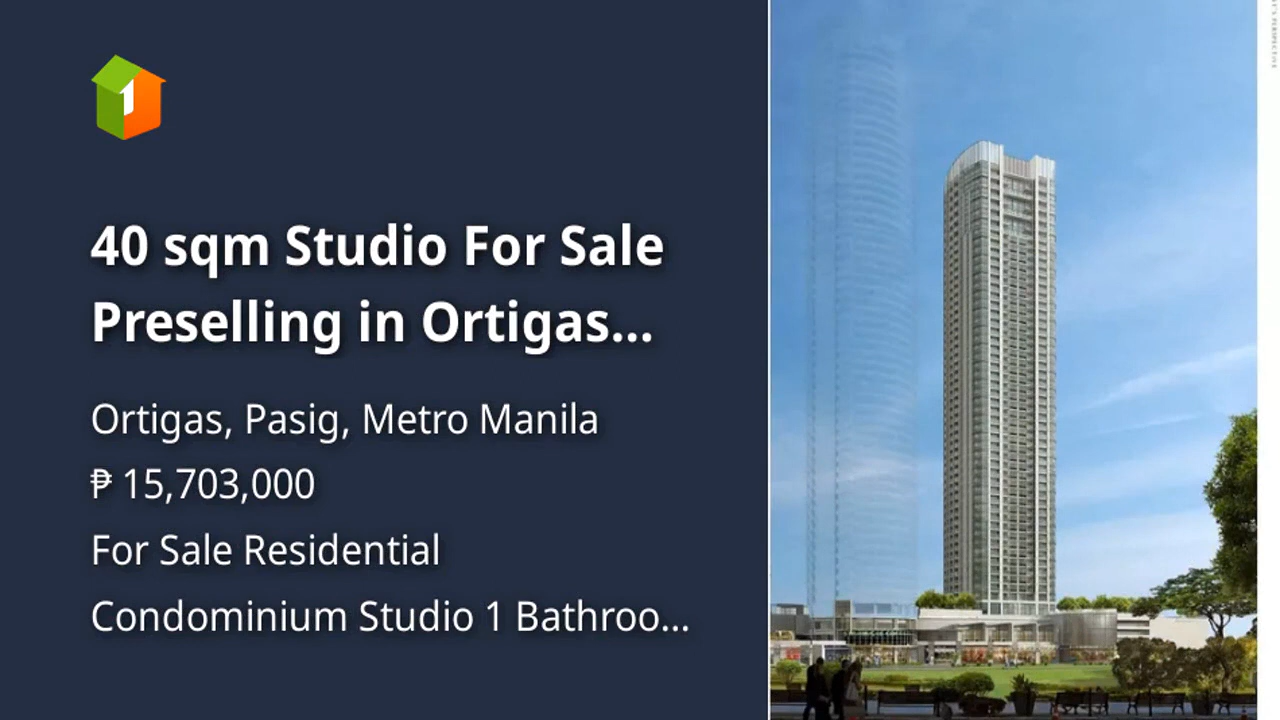 40 sqm Studio For Sale
Preselling in Ortigas...
Ortigas, Pasig, Metro Manila
₱ 15,703,000
For Sale Residential
Condominium Studio 1 Bathroo...